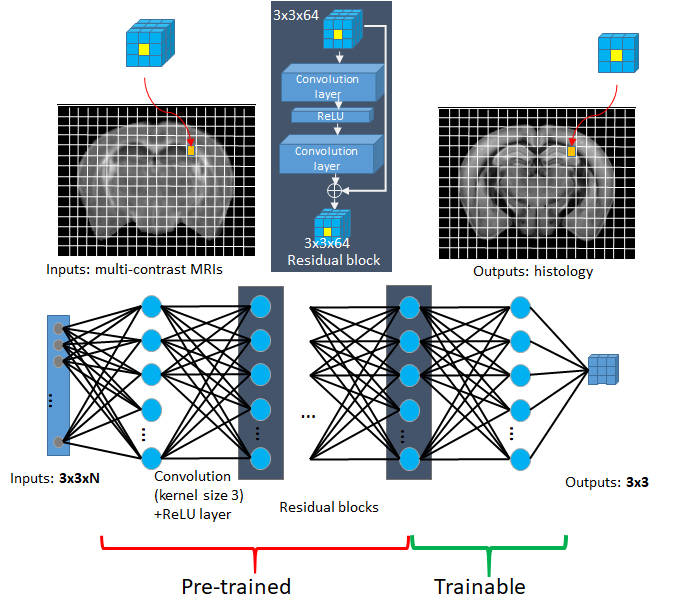 3x3x64
Convolution
layer
ReLU
Convolution
layer
3x3x64
Residual block
Inputs: multi-contrast MRIs
Outputs: histology
...
...
...
...
...
...
Inputs: 3x3xN
Convolution
(kernel size 3)
+ReLU layer
Residual blocks
Outputs: 3x3
Pre-trained
Trainable